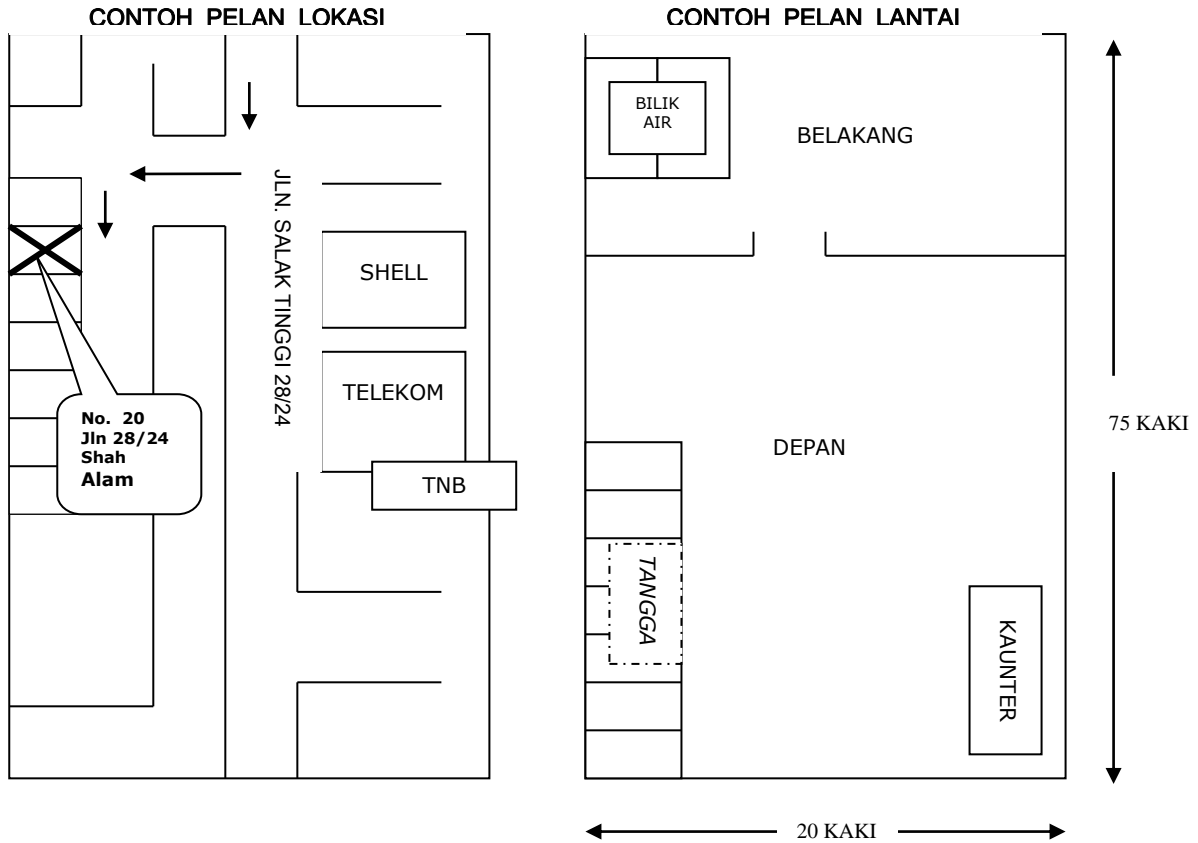 CONTOH PELAN LOKASI
JLN. SALAK TINGGI 28/24
SHELL
TELEKOM
TNB
No. 20
Jln 28/24
Shah
Alam
CONTOH PELAN LANTAI
BILIK
AIR
BELAKANG
DEPAN
TANGGA
KAUNTER
75 KAKI
20 KAKI